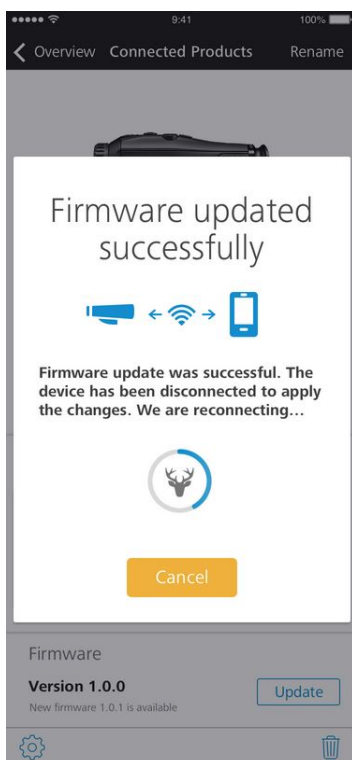 9:41
100%
Overview Connected Products Rename
Firmware updated
successfully
Firmware update was successful. The
device has been disconnected to apply
the changes. We are reconnecting...
Cancel
Firmware
Version 1.0.0
Update
New firmware 1.0.1 is available